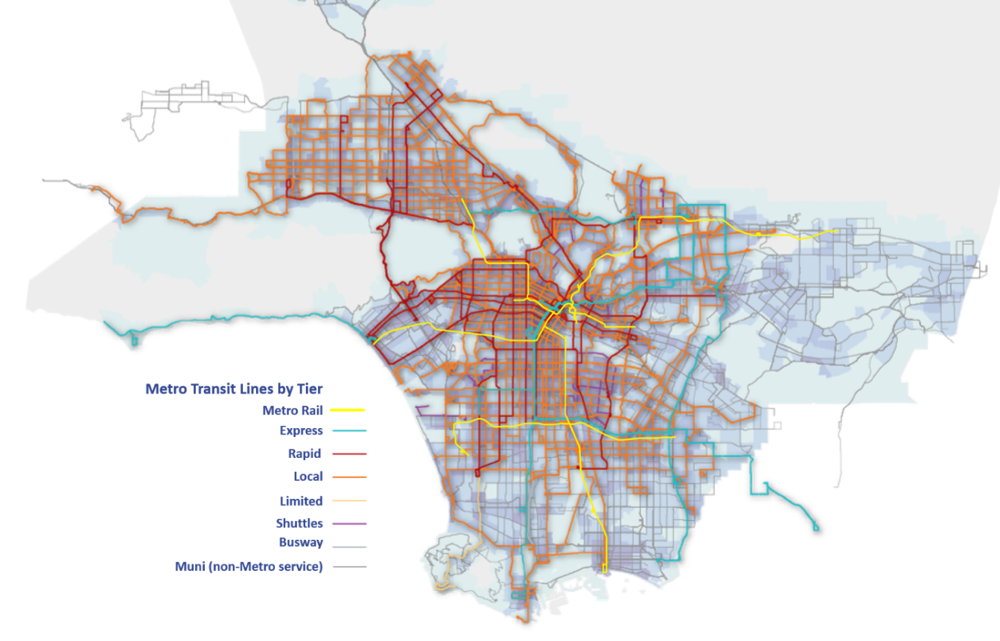 Metro Transit Lines by Tier
Metro Rail
Express
Rapid
Local
Limited
Shuttles
Busway
Muni (non-Metro service)